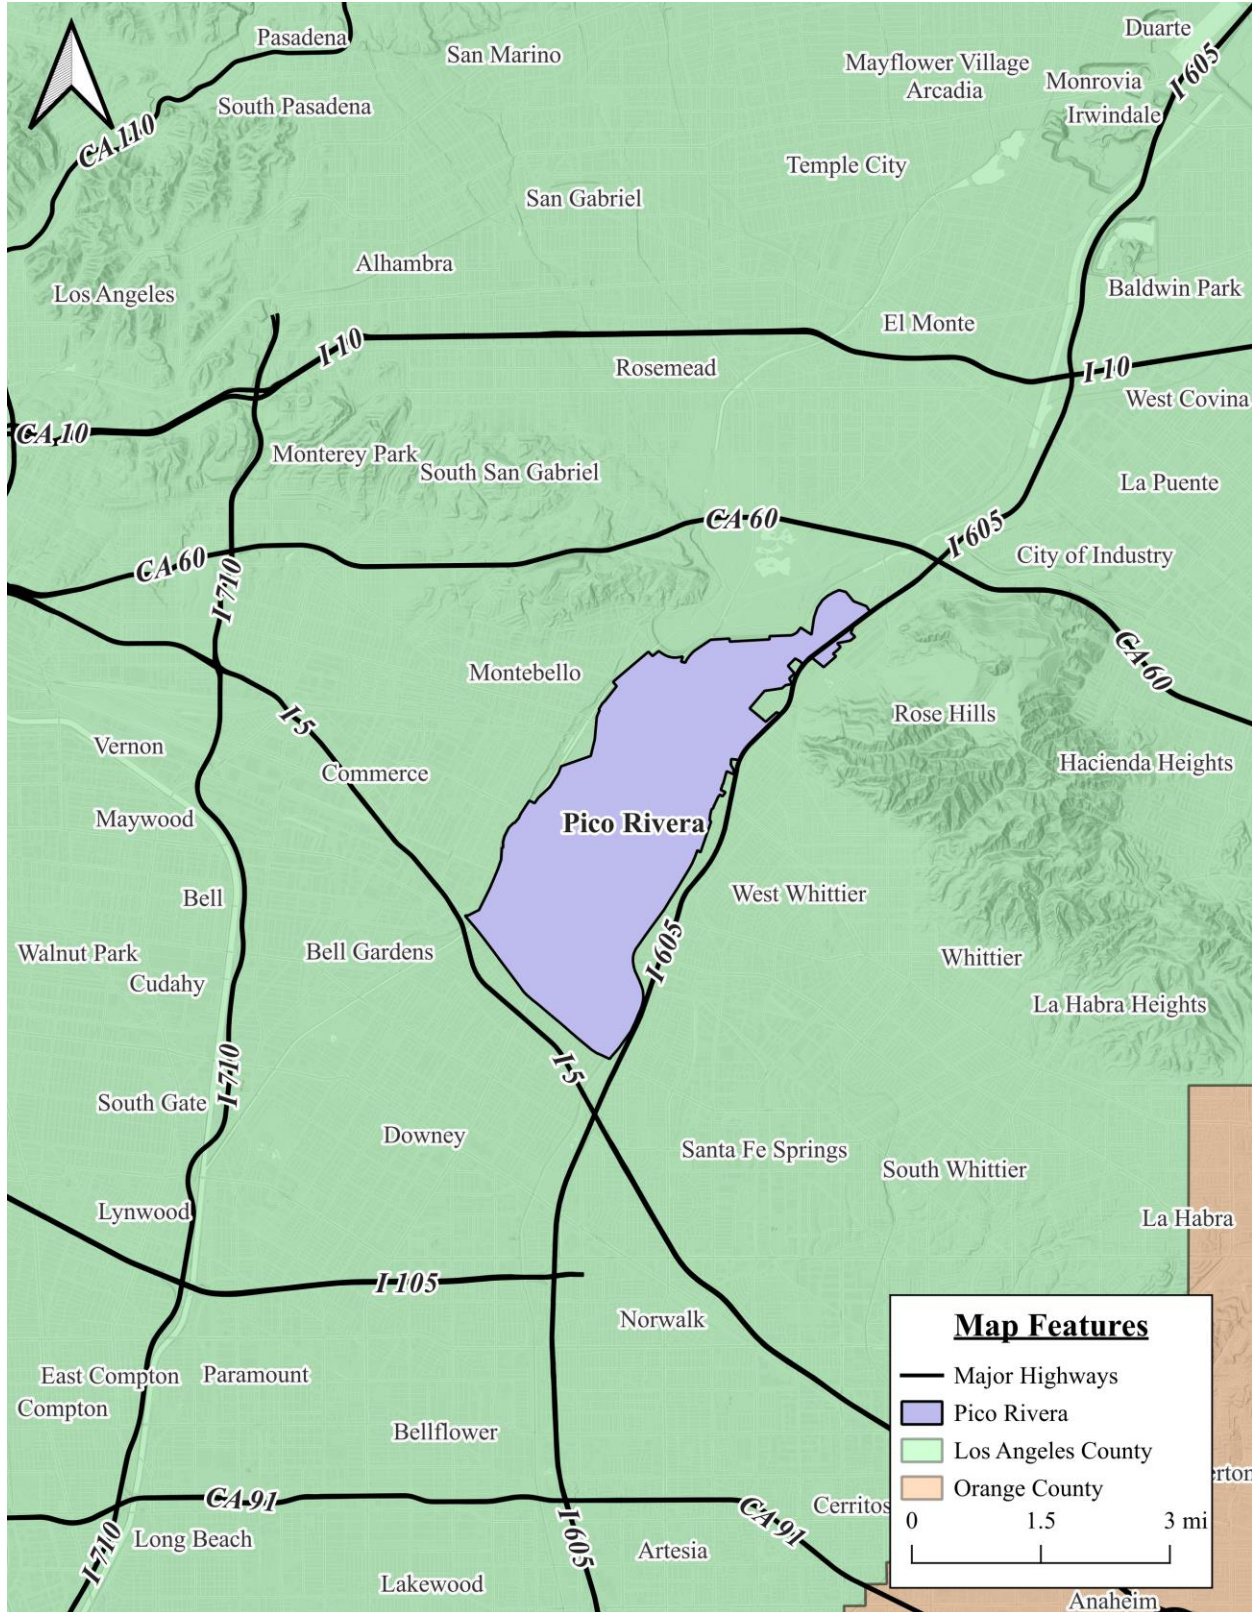 Duarte
Pasadena
San Marino
Mayflower Village
Monrovia
I 605
Arcadia
South Pasadena
Irwindale
CA 110
Temple City
San Gabriel
Alhambra
Los Angeles
Baldwin Park
El Monte
I 10
Rosemead
I 10
West Covina
CA 10
Monterey Park
South San Gabriel
La Puente
CA 60
I 605
City of Industry
CA 60
I 710
Montebello
CA 60
Rose Hills
I-5
Vernon
Commerce
Hacienda Heights
Maywood
Pico Rivera
Bell
West Whittier
Walnut Park
Bell Gardens
I-605
Whittier
Cudahy
La Habra Heights
I-5
I 710
South Gate
Downey
Santa Fe Springs
South Whittier
Lynwood
La Habra
I 105
Norwalk
Map Features
East Compton
Paramount
Major Highways
Compton
Pico Rivera
Bellflower
Los Angeles County
erton
Orange County
CA 91
Cerritos
CA 91
0 1.5 3 mi
I 710
Long Beach
I-605
Artesia
Lakewood
Anaheim